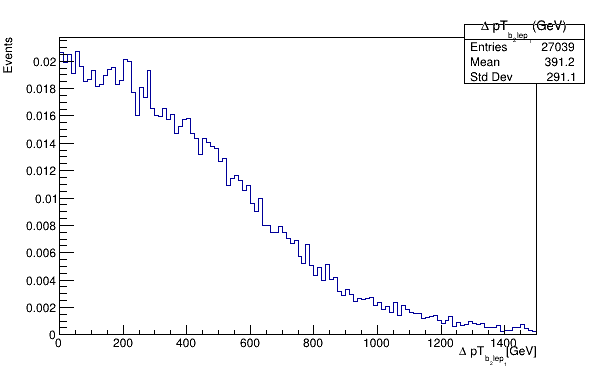 Δ pT_{b_2lep_1}(GeV)
Entries 27039
Mean 391.2
Std Dev 291.1
Events
0.02
0.018
0.016
0.014
0.012
0.01
0.008
0.006
0.004
0.002
0
0 200 400 600 800 1000 1200 1400
Δ pT_{b_2lep_1}[GeV]